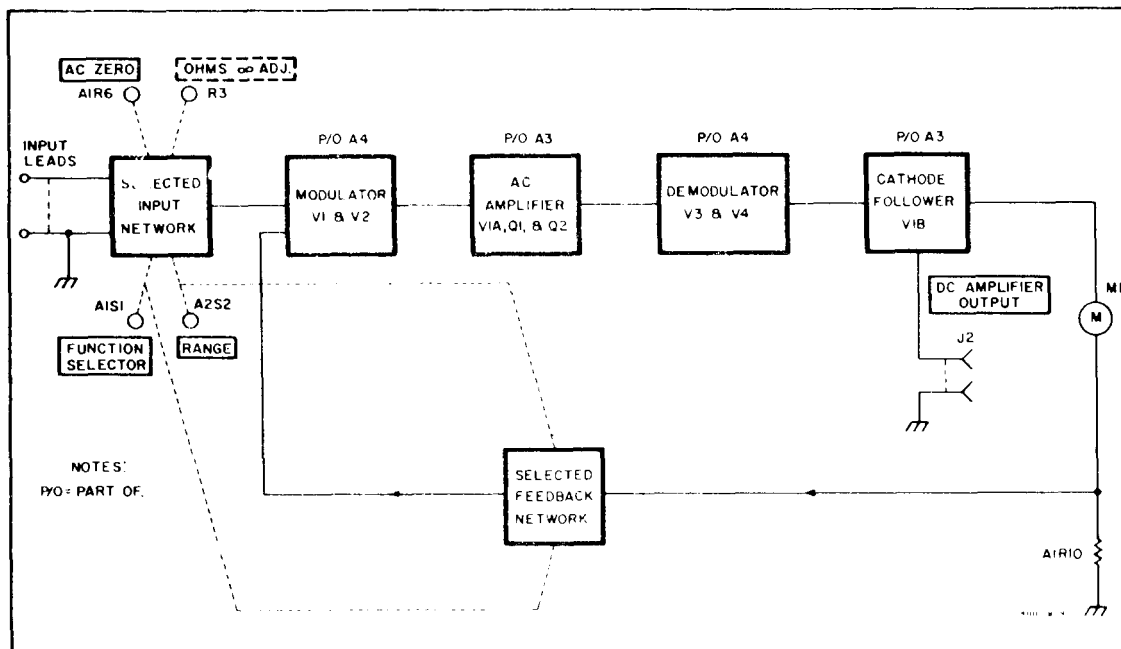 AC ZERO
A1R6
OHMS ∞ ADJ.
R3
INPUT
LEADS
SELECTED
INPUT
NETWORK
P/O A4
MODULATOR
V1 & V2
P/O A3
AC
AMPLIFIER
V1A, Q1, & Q2
P/O A4
DEMODULATOR
V3 & V4
P/O A3
CATHODE
FOLLOWER
V1B
A1S1
FUNCTION
SELECTOR
A2S2
RANGE
DC AMPLIFIER
OUTPUT
J2
M1
M
NOTES:
P/O = PART OF.
SELECTED
FEEDBACK
NETWORK
A1R10